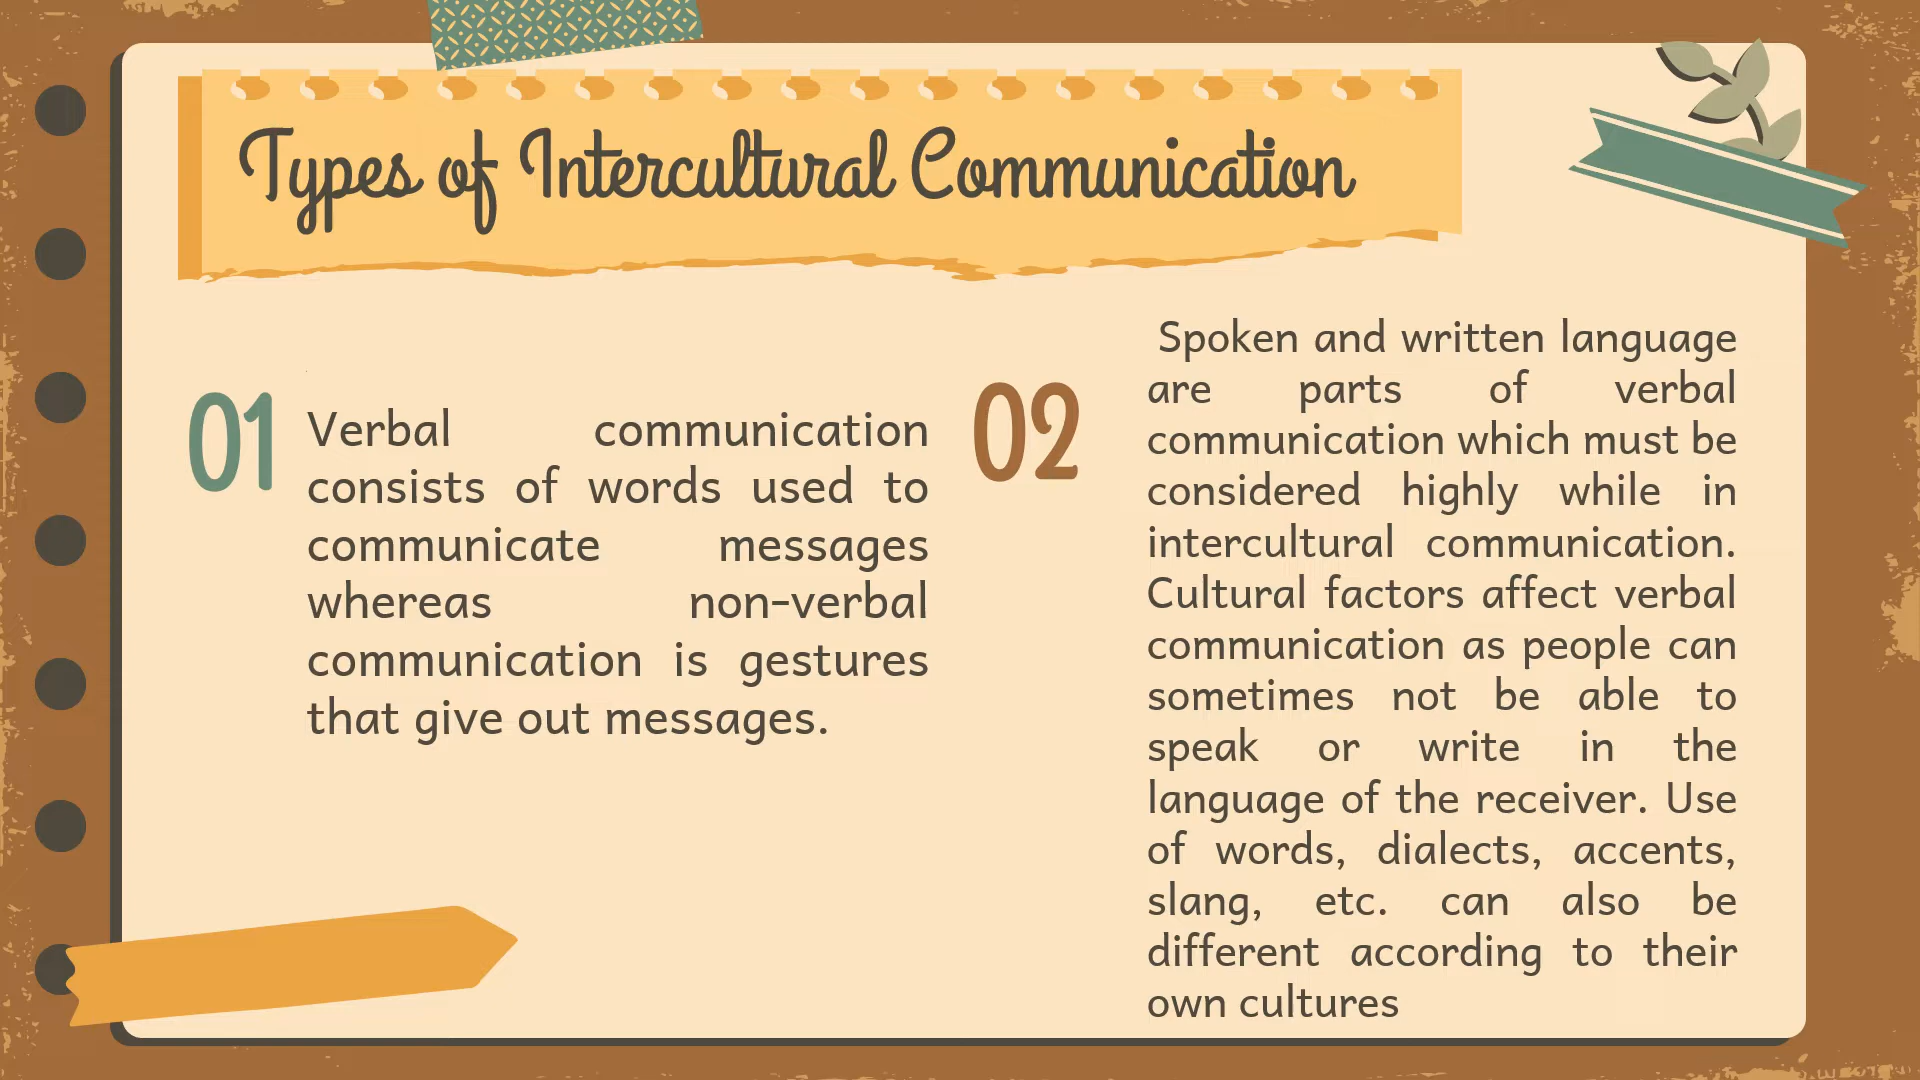 Types of Intercultural Communication
01
Verbal communication
consists of words used to
communicate messages
whereas non-verbal
communication is gestures
that give out messages.
02
Spoken and written language
are parts of verbal
communication which must be
considered highly while in
intercultural communication.
Cultural factors affect verbal
communication as people can
sometimes not be able to
speak or write in the
language of the receiver. Use
of words, dialects, accents,
slang, etc. can also be
different according to their
own cultures